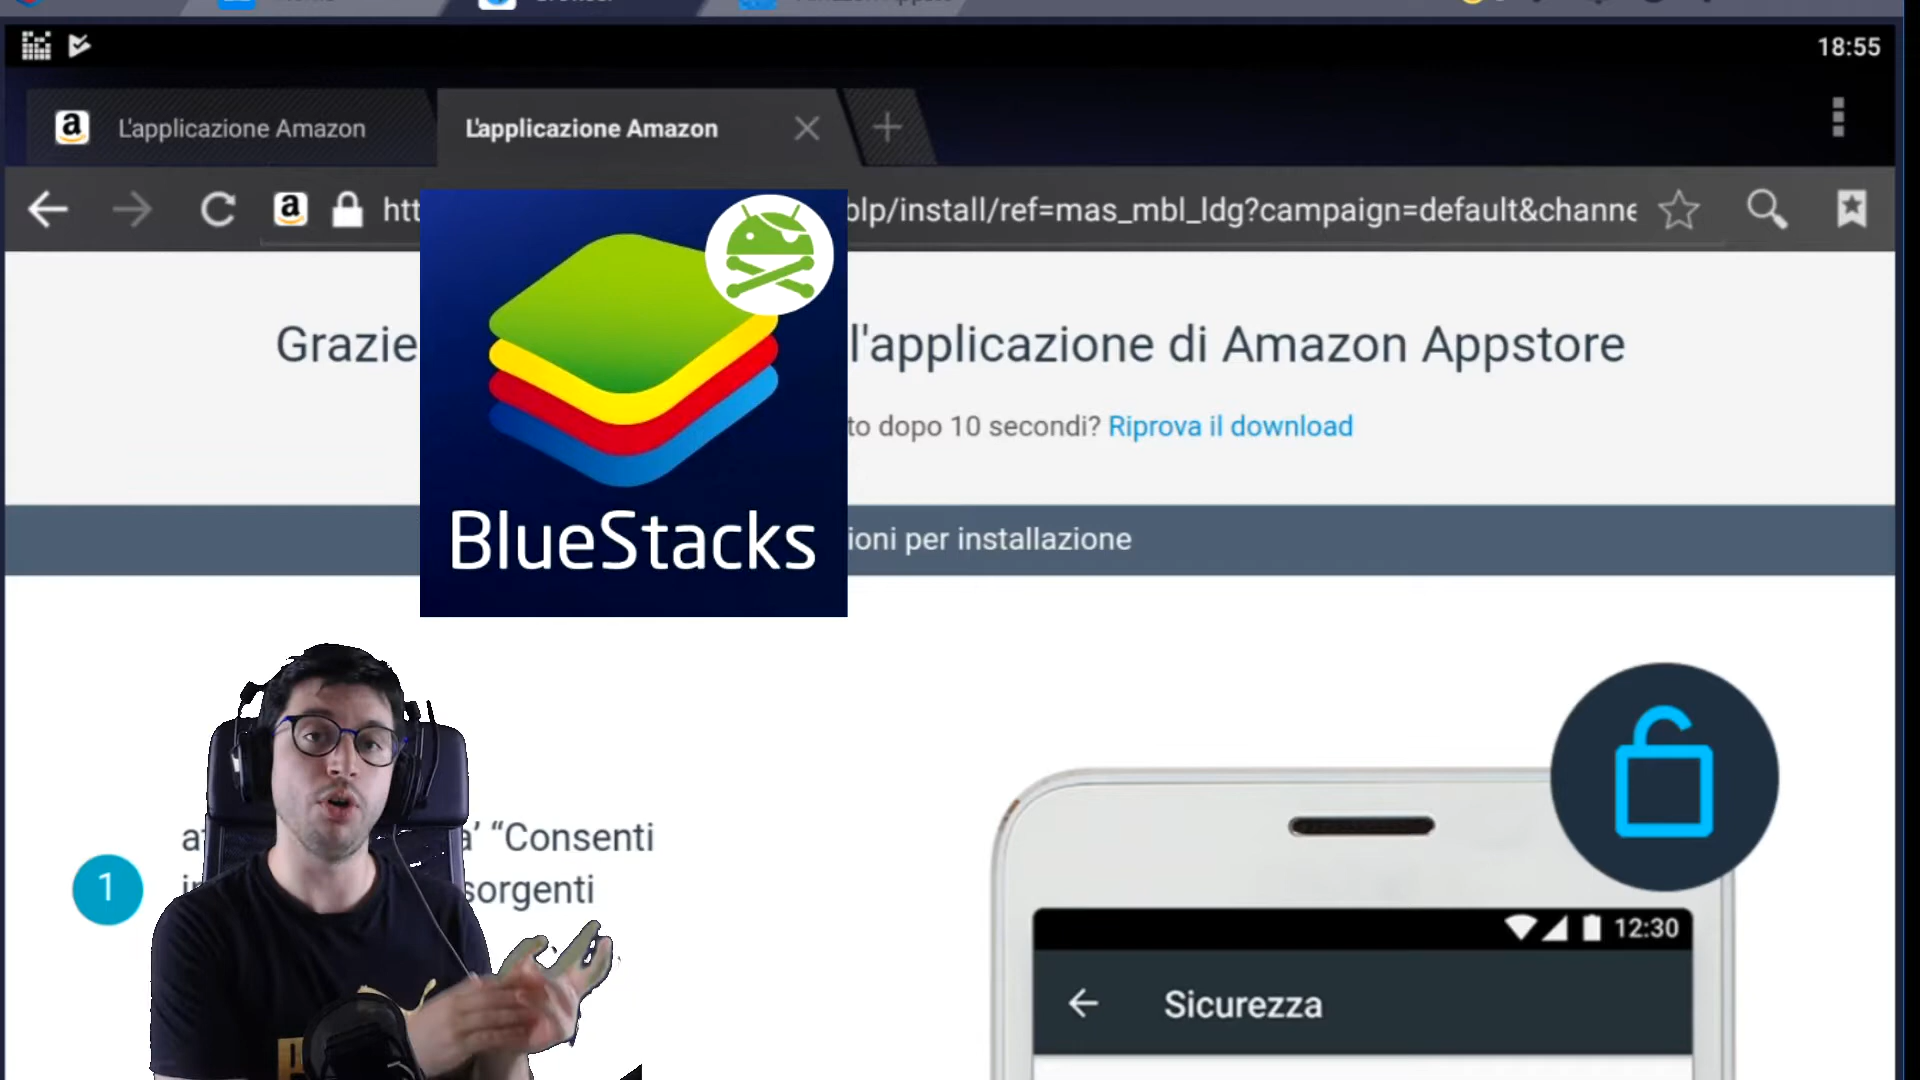 18:55
L'applicazione Amazon
L'applicazione Amazon
htt
blp/install/ref=mas_mbl_ldg?campaign=default&channe
Grazie
l'applicazione di Amazon Appstore
to dopo 10 secondi? Riprova il download
BlueStacks
ioni per installazione
a' “Consenti
sorgenti
1
12:30
Sicurezza